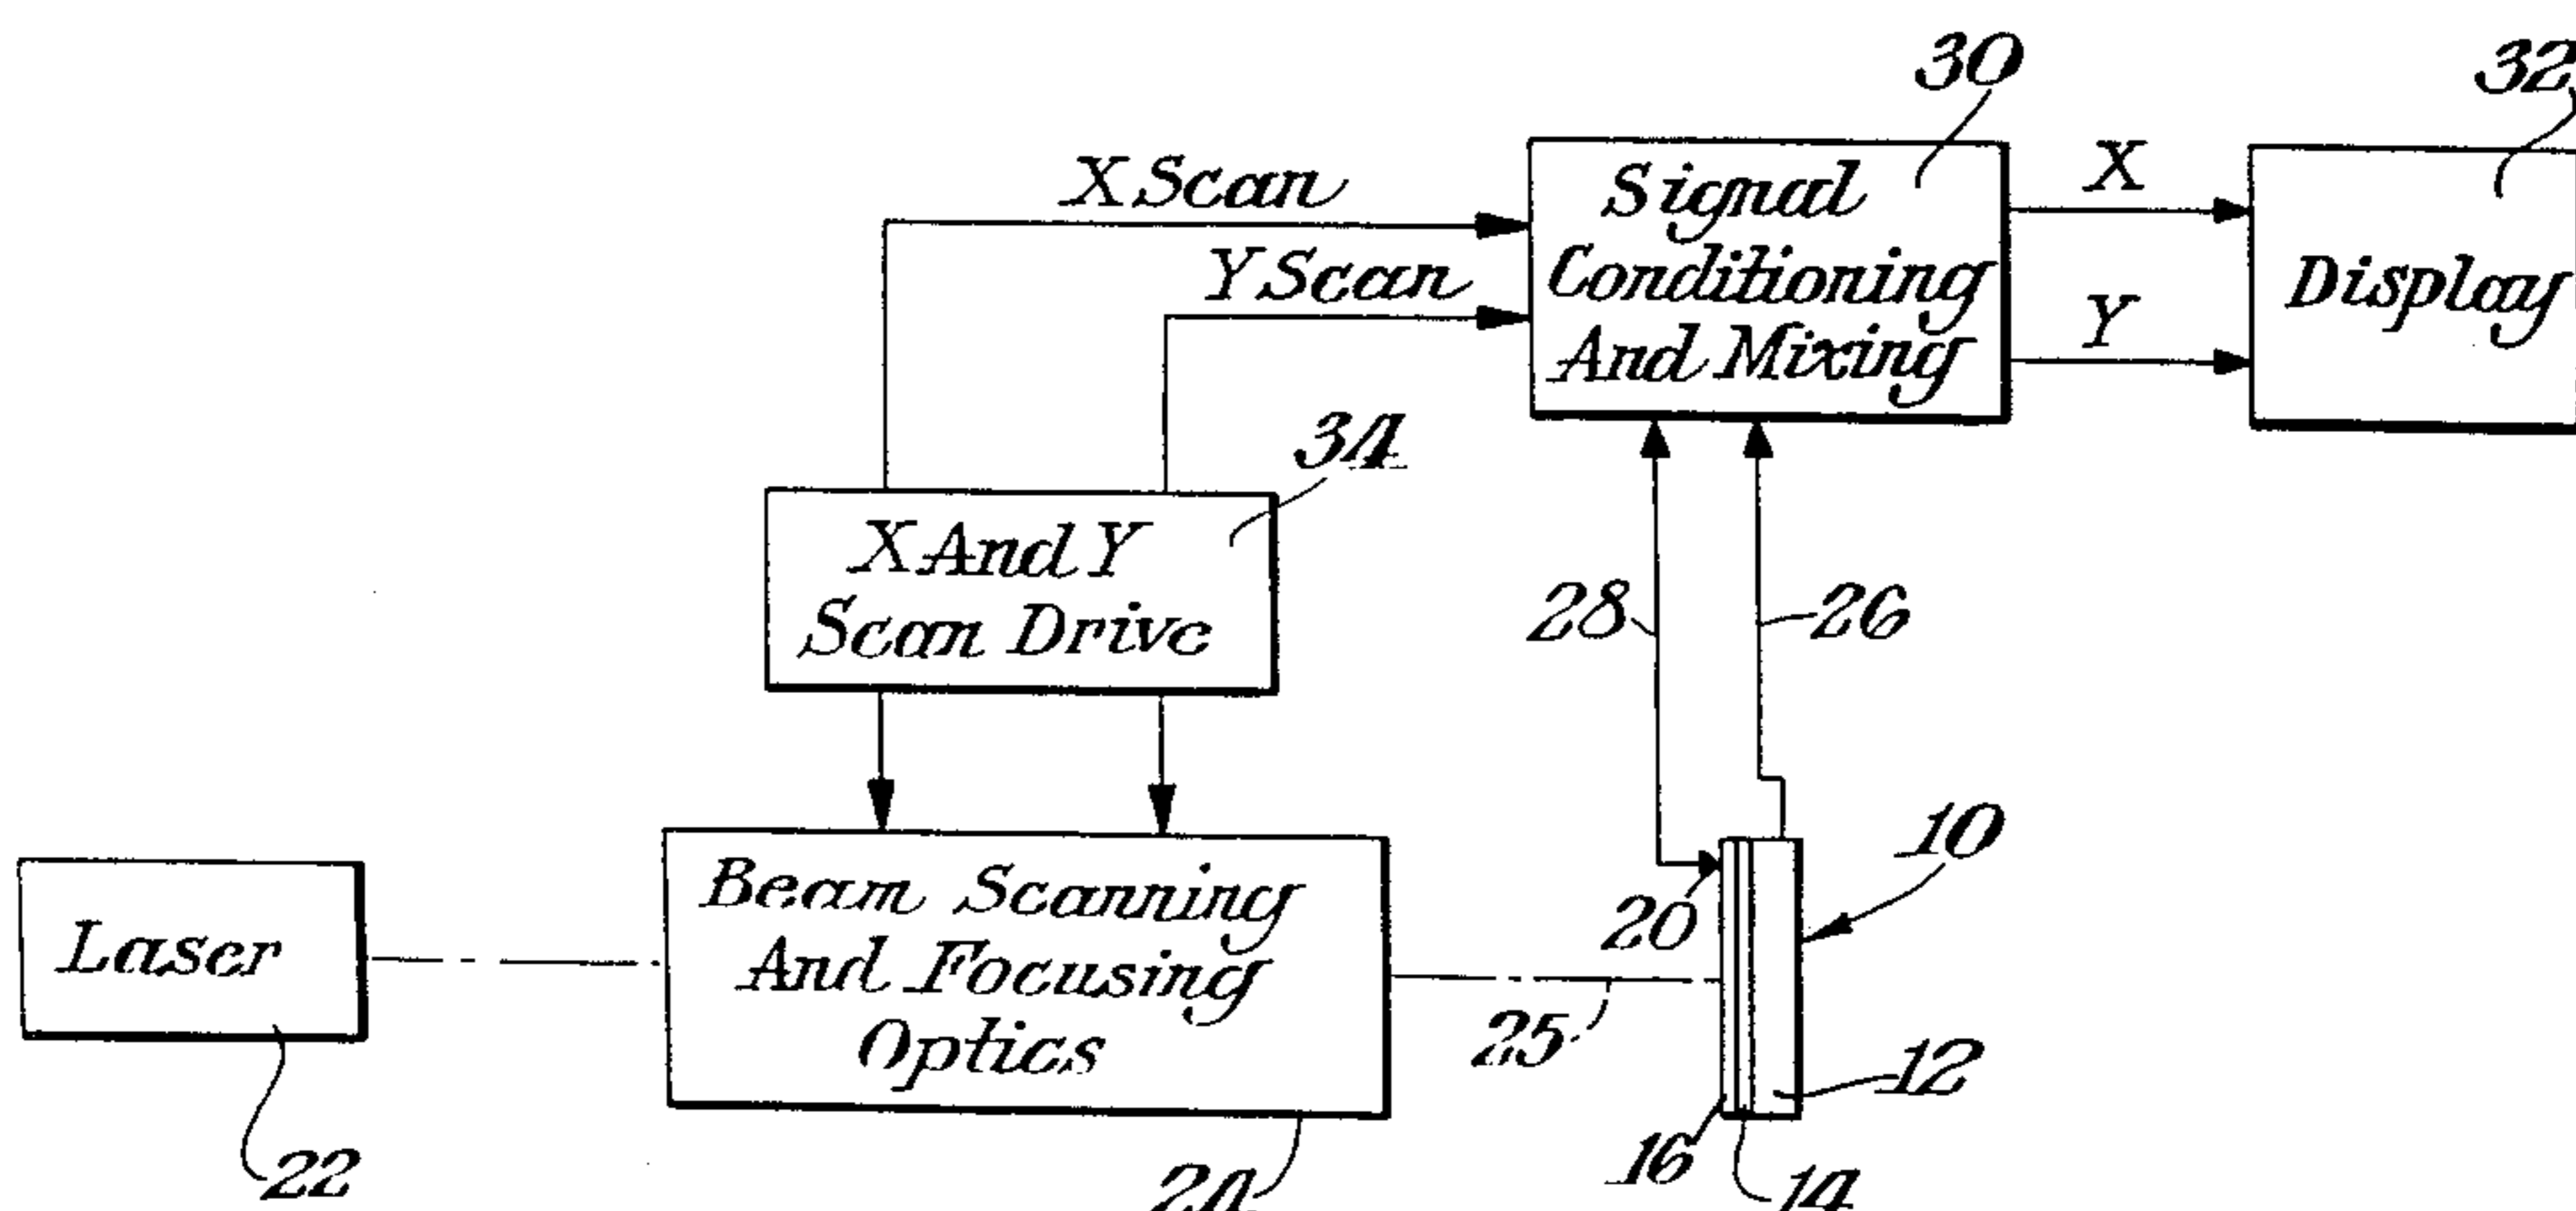 30
32
X Scan
Signal
Conditioning
And Mixing
X
Y Scan
Display
Y
34
X And Y
Scan Drive
28
26
10
Laser
Beam Scanning
And Focusing
Optics
20
25
12
16
22
24
14